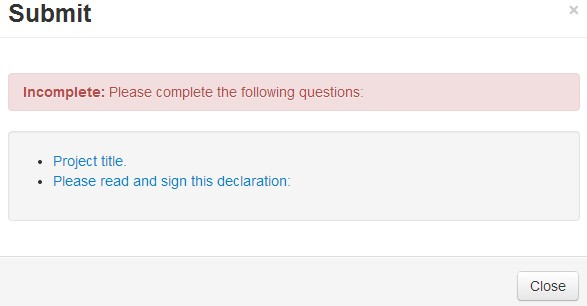 Submit
×
Incomplete: Please complete the following questions:
Project title.
Please read and sign this declaration:
Close